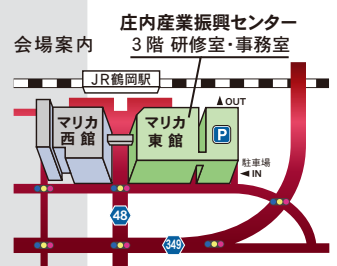 庄内産業振興センター
会場案内
3階 研修室・事務室
JR鶴岡駅
▲OUT
マリカ
西館
マリカ
東館
P
駐車場
◀IN
48
349